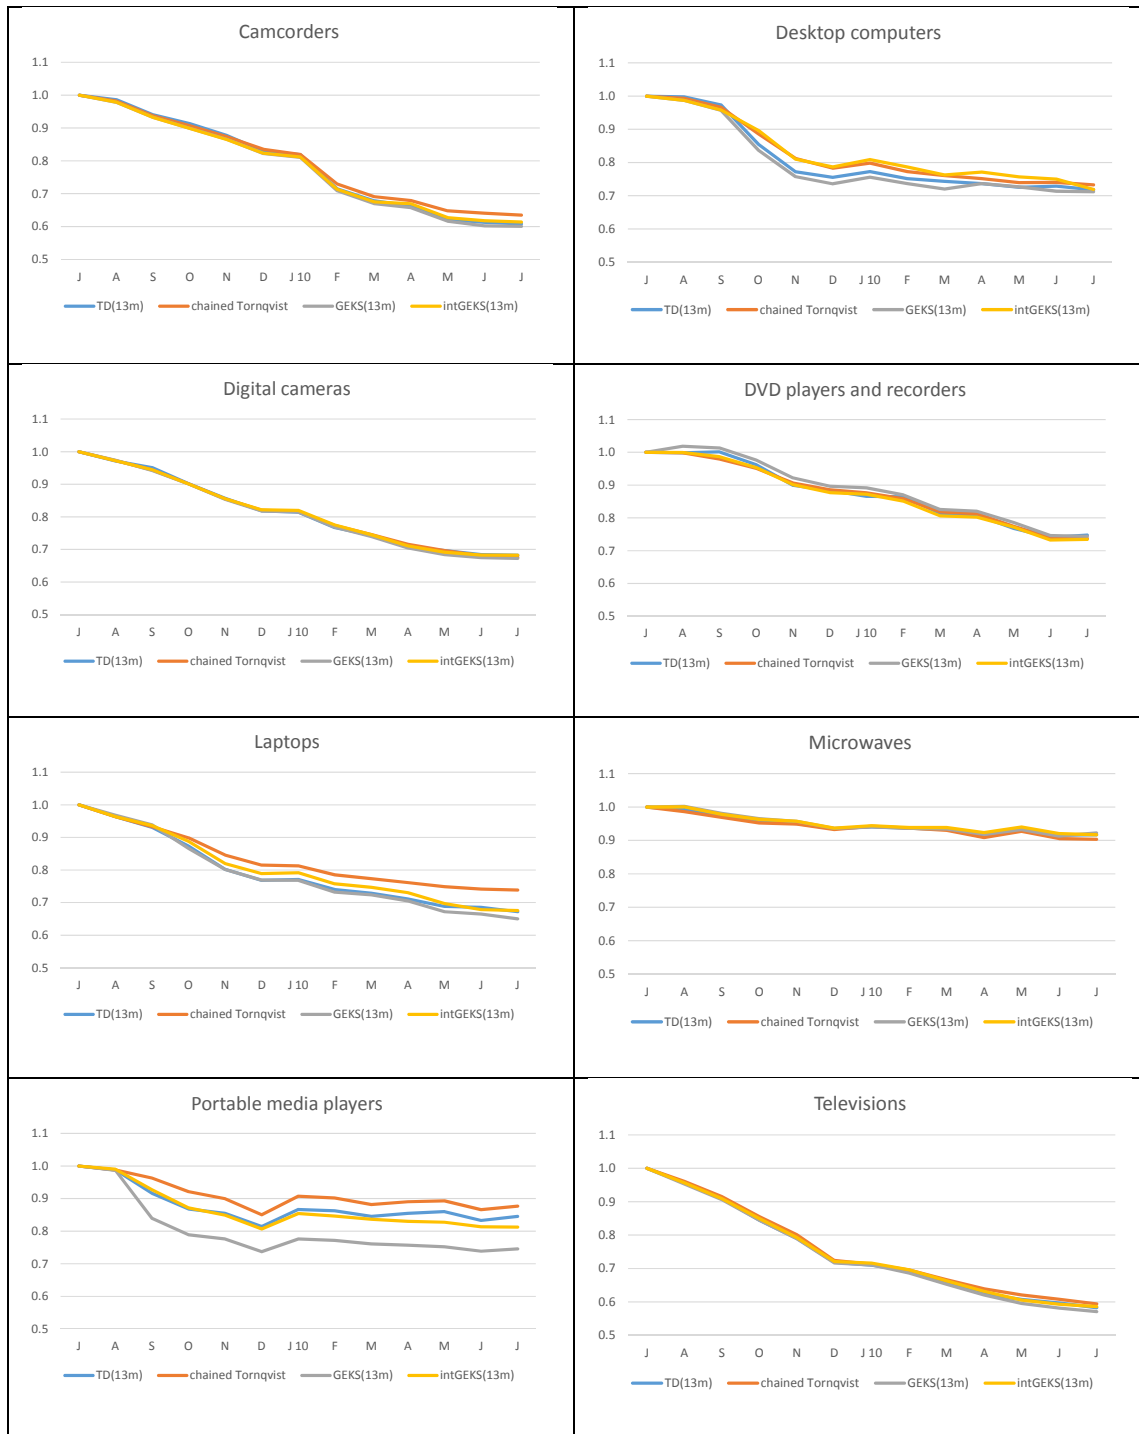 Camcorders
1.1
1.0
0.9
0.8
0.7
0.6
0.5
J A S O N D J 10 F M A M J J
TD(13m) chained Tornqvist GEKS(13m) intGEKS(13m)
Desktop computers
1.1
1.0
0.9
0.8
0.7
0.6
0.5
J A S O N D J 10 F M A M J J
TD(13m) chained Tornqvist GEKS(13m) intGEKS(13m)
Digital cameras
1.1
1.0
0.9
0.8
0.7
0.6
0.5
J A S O N D J 10 F M A M J J
TD(13m) chained Tornqvist GEKS(13m) intGEKS(13m)
DVD players and recorders
1.1
1.0
0.9
0.8
0.7
0.6
0.5
J A S O N D J 10 F M A M J J
TD(13m) chained Tornqvist GEKS(13m) intGEKS(13m)
Laptops
1.1
1.0
0.9
0.8
0.7
0.6
0.5
J A S O N D J 10 F M A M J J
TD(13m) chained Tornqvist GEKS(13m) intGEKS(13m)
Microwaves
1.1
1.0
0.9
0.8
0.7
0.6
0.5
J A S O N D J 10 F M A M J J
TD(13m) chained Tornqvist GEKS(13m) intGEKS(13m)
Portable media players
1.1
1.0
0.9
0.8
0.7
0.6
0.5
J A S O N D J 10 F M A M J J
TD(13m) chained Tornqvist GEKS(13m) intGEKS(13m)
Televisions
1.1
1.0
0.9
0.8
0.7
0.6
0.5
J A S O N D J 10 F M A M J J
TD(13m) chained Tornqvist GEKS(13m) intGEKS(13m)